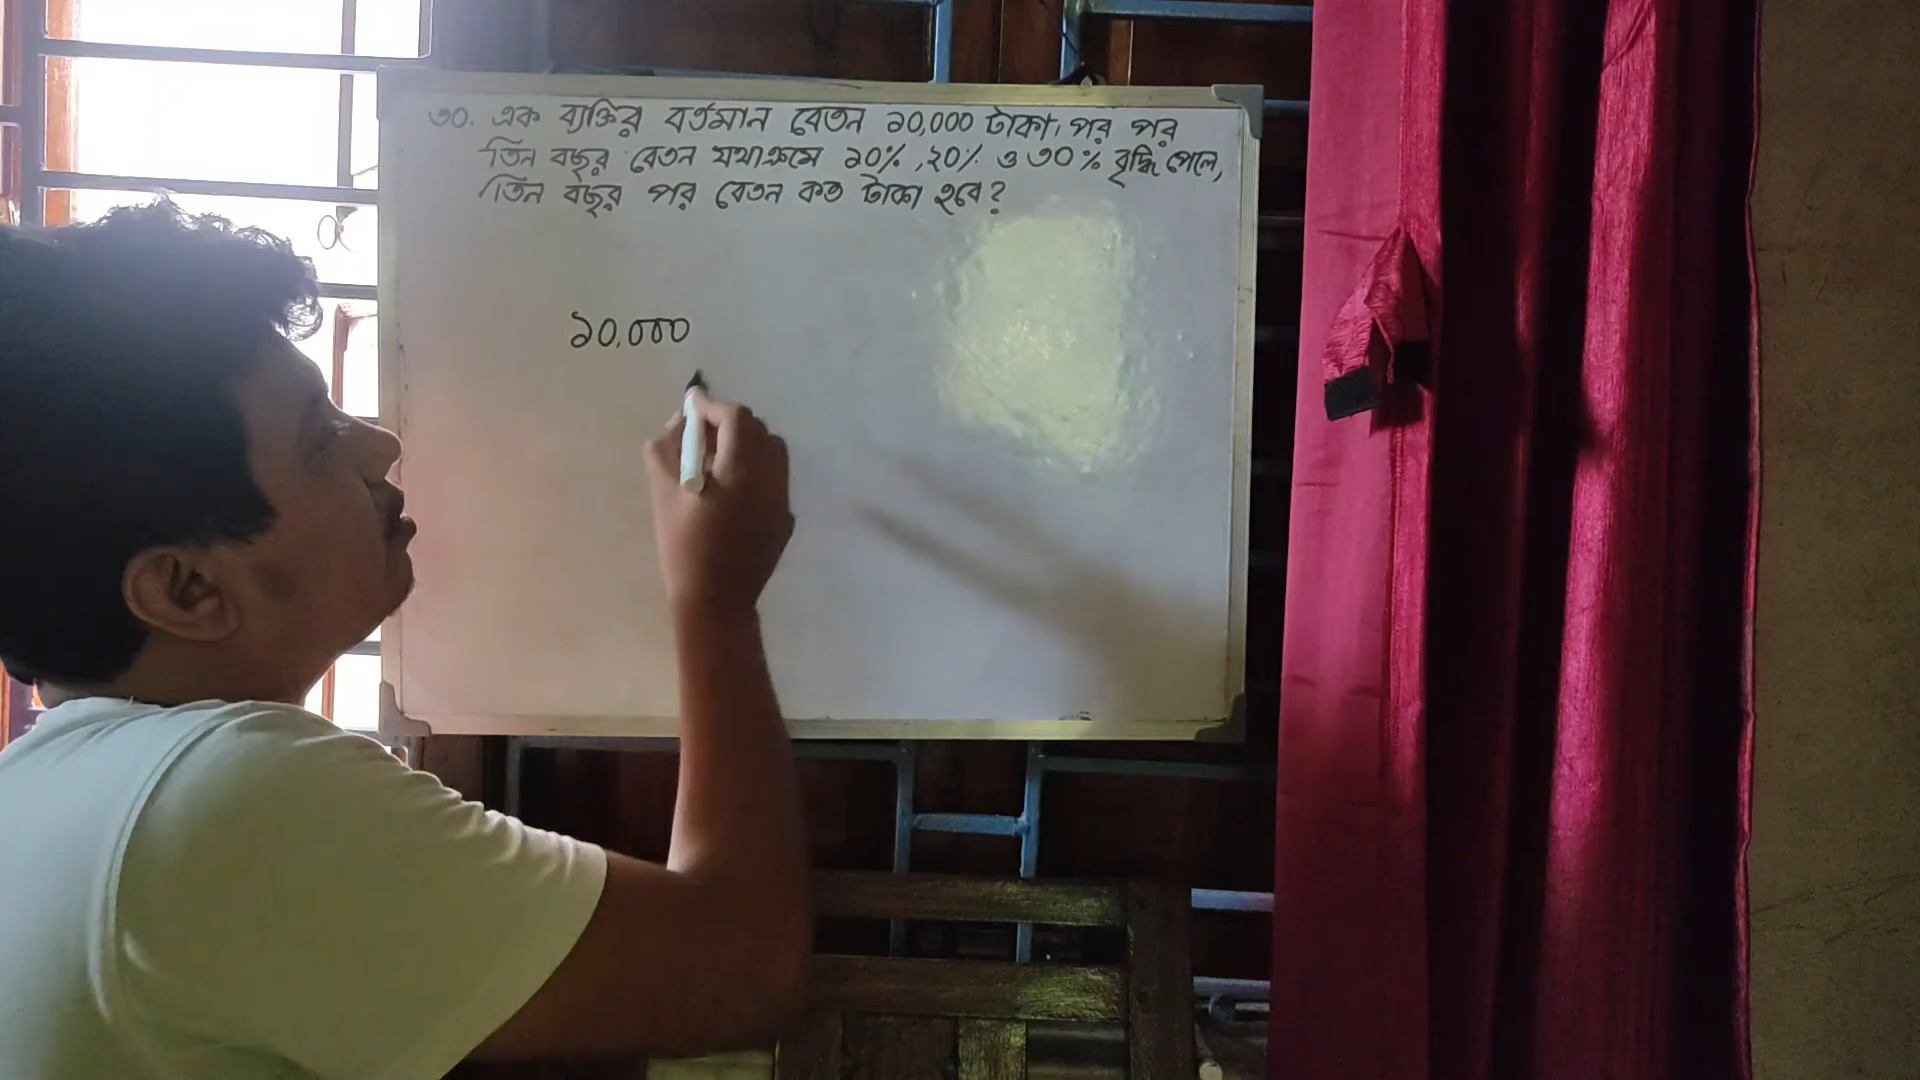 ৩০. এক ব্যক্তির বর্তমান বেতন ১০,০০০ টাকা। পর পর
তিন বছর বেতন যথাক্রমে ১০%, ২০% ও ৩০% বৃদ্ধি পেলে,
তিন বছর পর বেতন কত টাকা হবে?
১০,০০০